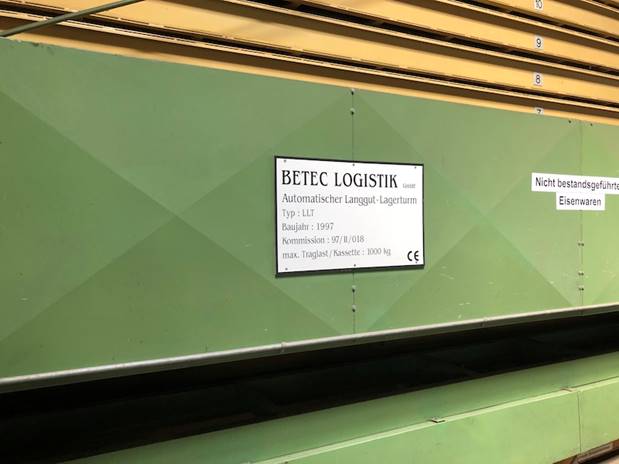 10
9
8
7
BETEC LOGISTIK GMBH
Automatischer Langgut-Lagerturm
Typ : LLT
Baujahr : 1997
Kommission : 97/II/018
max. Traglast/Kassette : 1000 kg
CE
Nicht bestandsgeführte
Eisenwaren